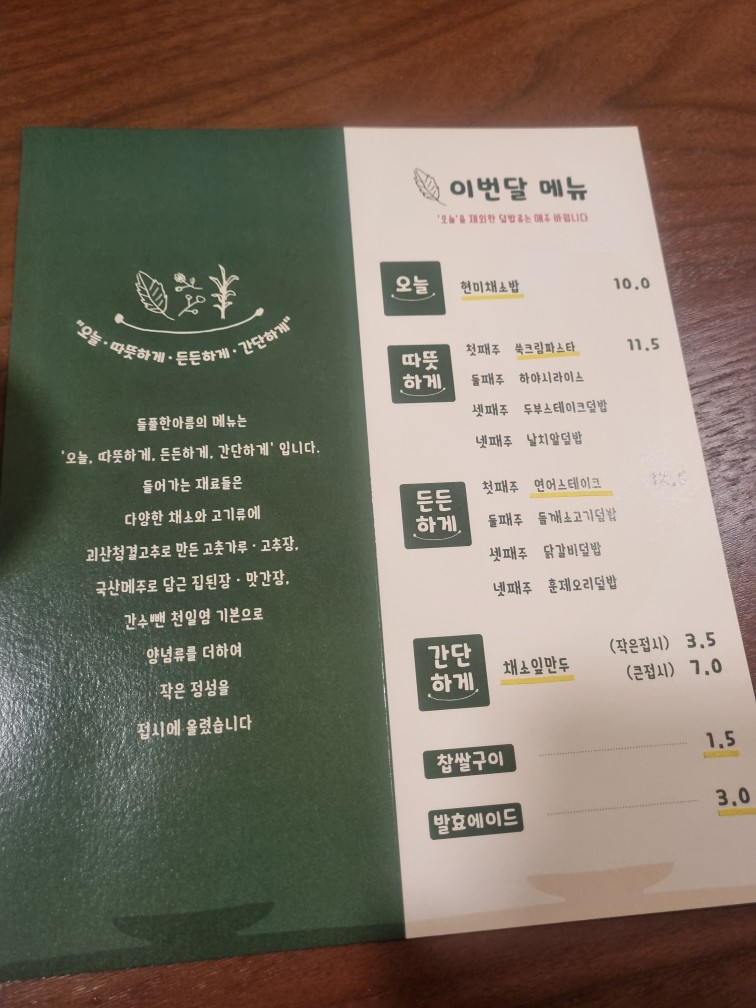 "오늘·따뜻하게·든든하게·간단하게"
들풀한아름의 메뉴는
'오늘, 따뜻하게, 든든하게, 간단하게' 입니다.
들어가는 재료들은
다양한 채소와 고기류에
괴산청결고추로 만든 고춧가루·고추장,
국산메주로 담근 집된장·맛간장,
간수뺀 천일염 기본으로
양념류를 더하여
작은 정성을
접시에 올렸습니다
이번달 메뉴
'오늘'을 제외한 덮밥류는 매주 바뀝니다
오늘 현미채소밥 10.0
따뜻하게
첫째주 쑥크림파스타 11.5
둘째주 하야시라이스
셋째주 두부스테이크덮밥
넷째주 날치알덮밥
든든하게
첫째주 연어스테이크
둘째주 들깨소고기덮밥
셋째주 닭갈비덮밥
넷째주 훈제오리덮밥
간단하게
채소잎만두 (작은접시) 3.5
(큰접시) 7.0
찹쌀구이 1.5
발효에이드 3.0